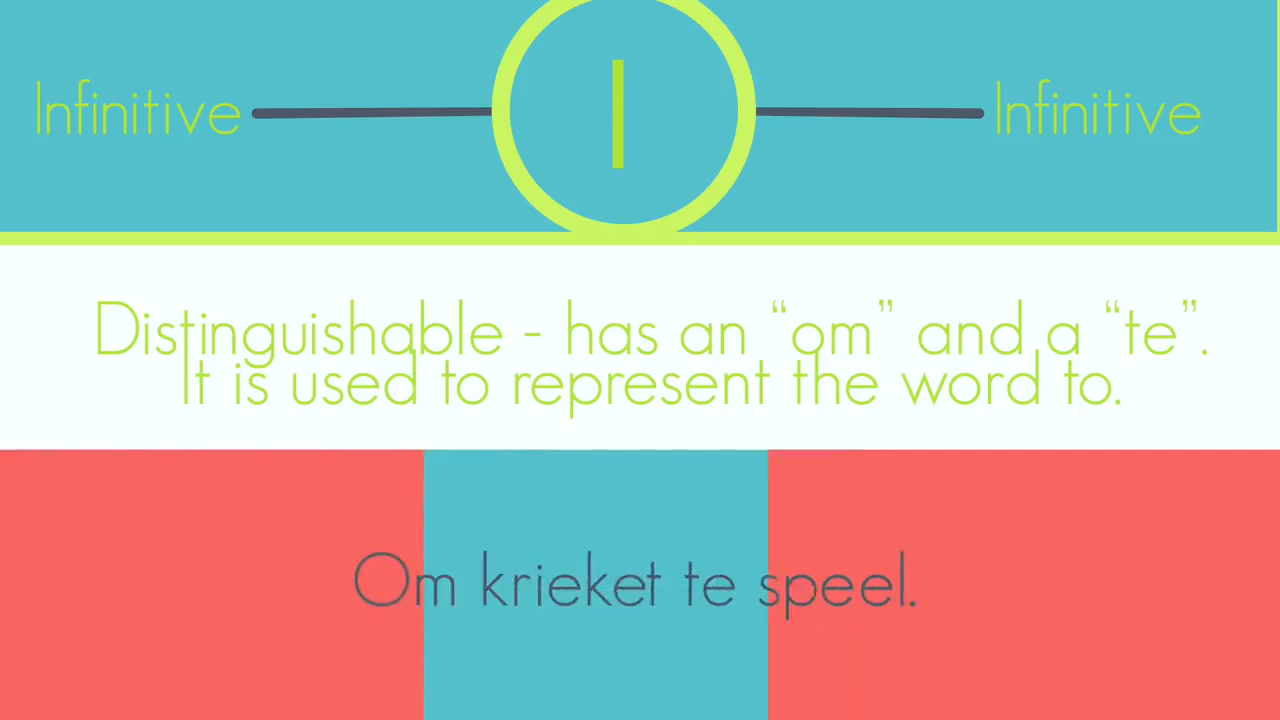 Infinitive I Infinitive
Distinguishable - has an “om” and a “te”.
It is used to represent the word to.
Om krieket te speel.